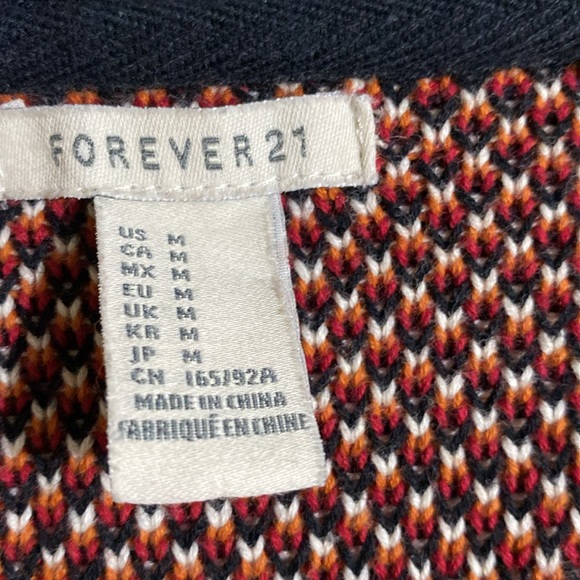 FOREVER 21
US M
CA M
MX M
EU M
UK M
KR M
JP M
CN 165/92A
MADE IN CHINA
FABRIQUÉ EN CHINE